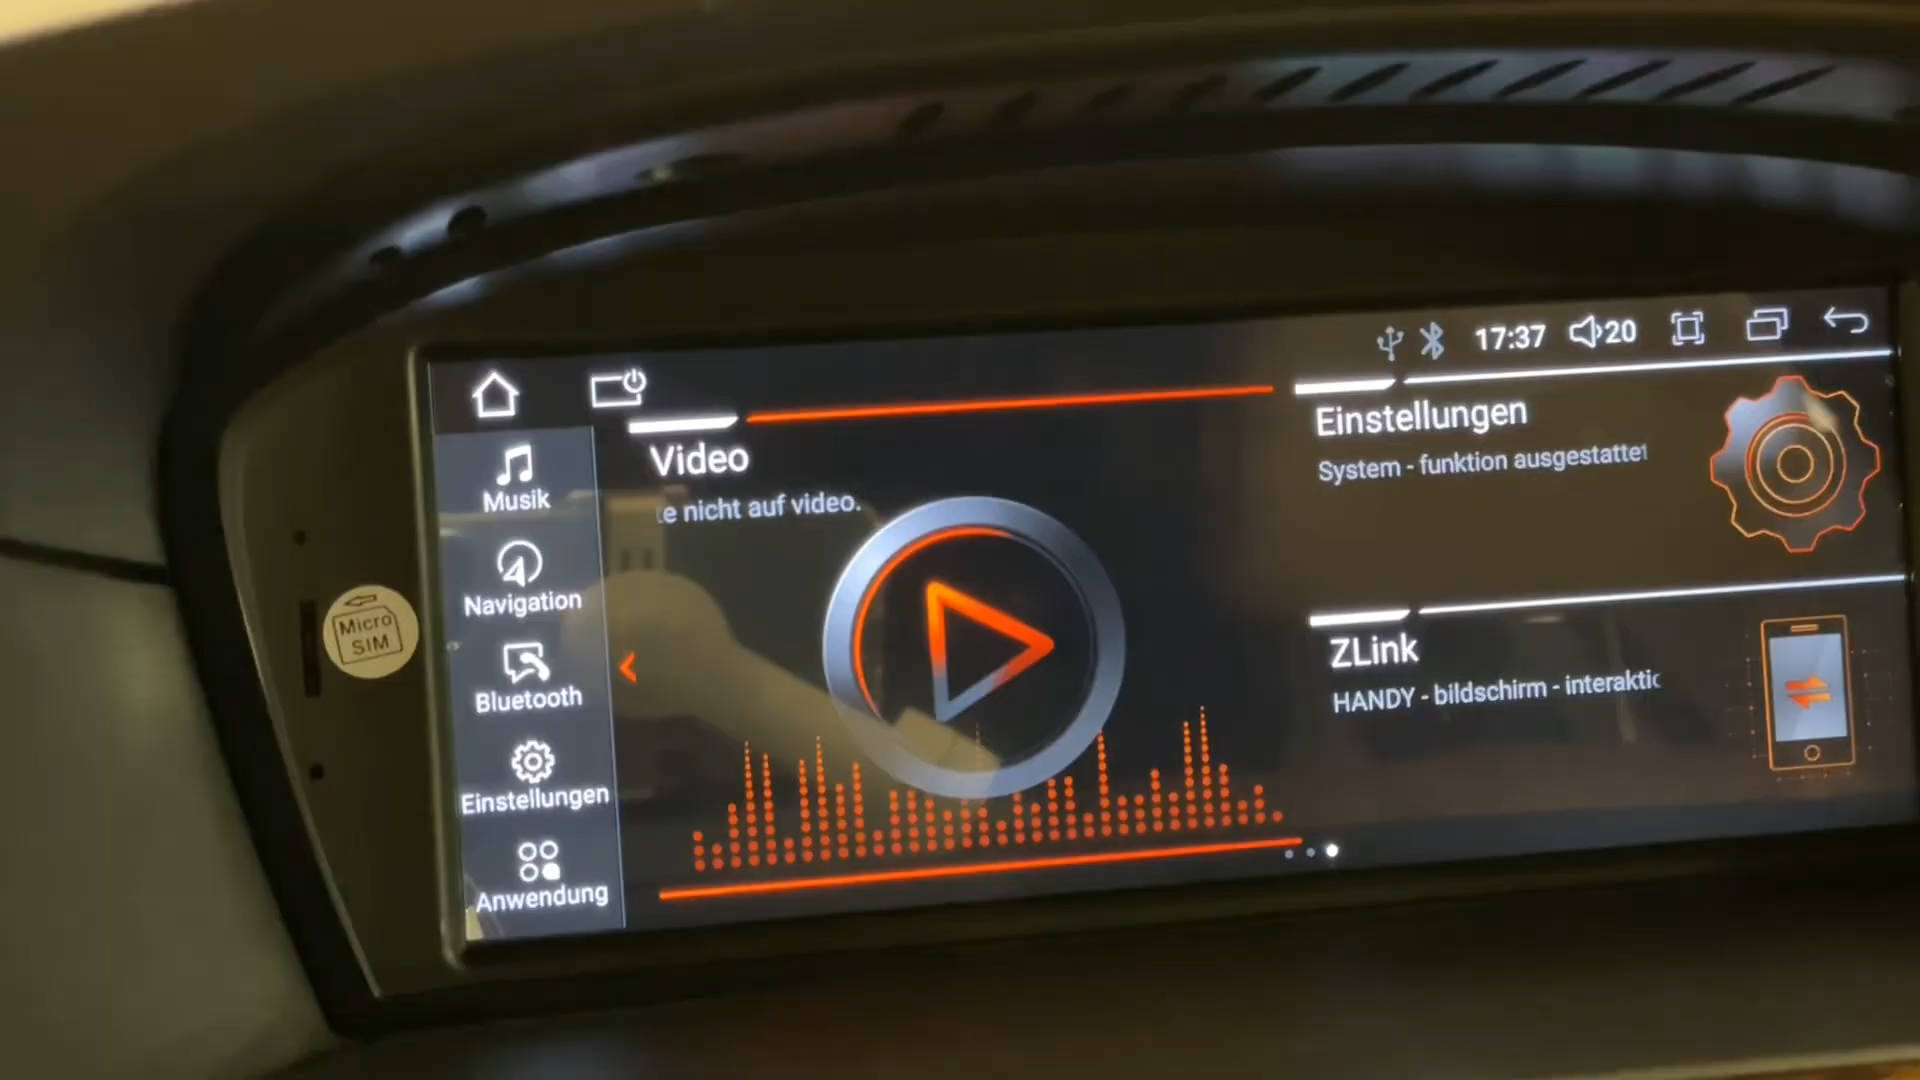 17:37
20
Musik
Navigation
Bluetooth
Einstellungen
Anwendung
Video
e nicht auf video.
Einstellungen
System - funktion ausgestattet
ZLink
HANDY - bildschirm - interaktic
Micro
SIM